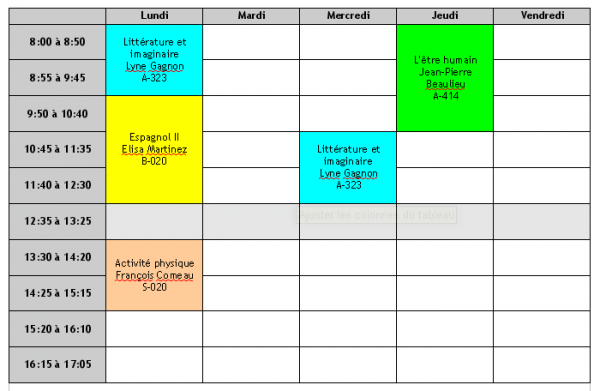 Lundi Mardi Mercredi Jeudi Vendredi
8:00 à 8:50
8:55 à 9:45
9:50 à 10:40
10:45 à 11:35
11:40 à 12:30
12:35 à 13:25
13:30 à 14:20
14:25 à 15:15
15:20 à 16:10
16:15 à 17:05
Littérature et
imaginaire
Lyne Gagnon
A-323
Espagnol II
Elisa Martinez
B-020
Activité physique
François Comeau
S-020
Littérature et
imaginaire
Lyne Gagnon
A-323
Ajuster les colonnes du tableau
L'être humain
Jean-Pierre
Beaulieu
A-414